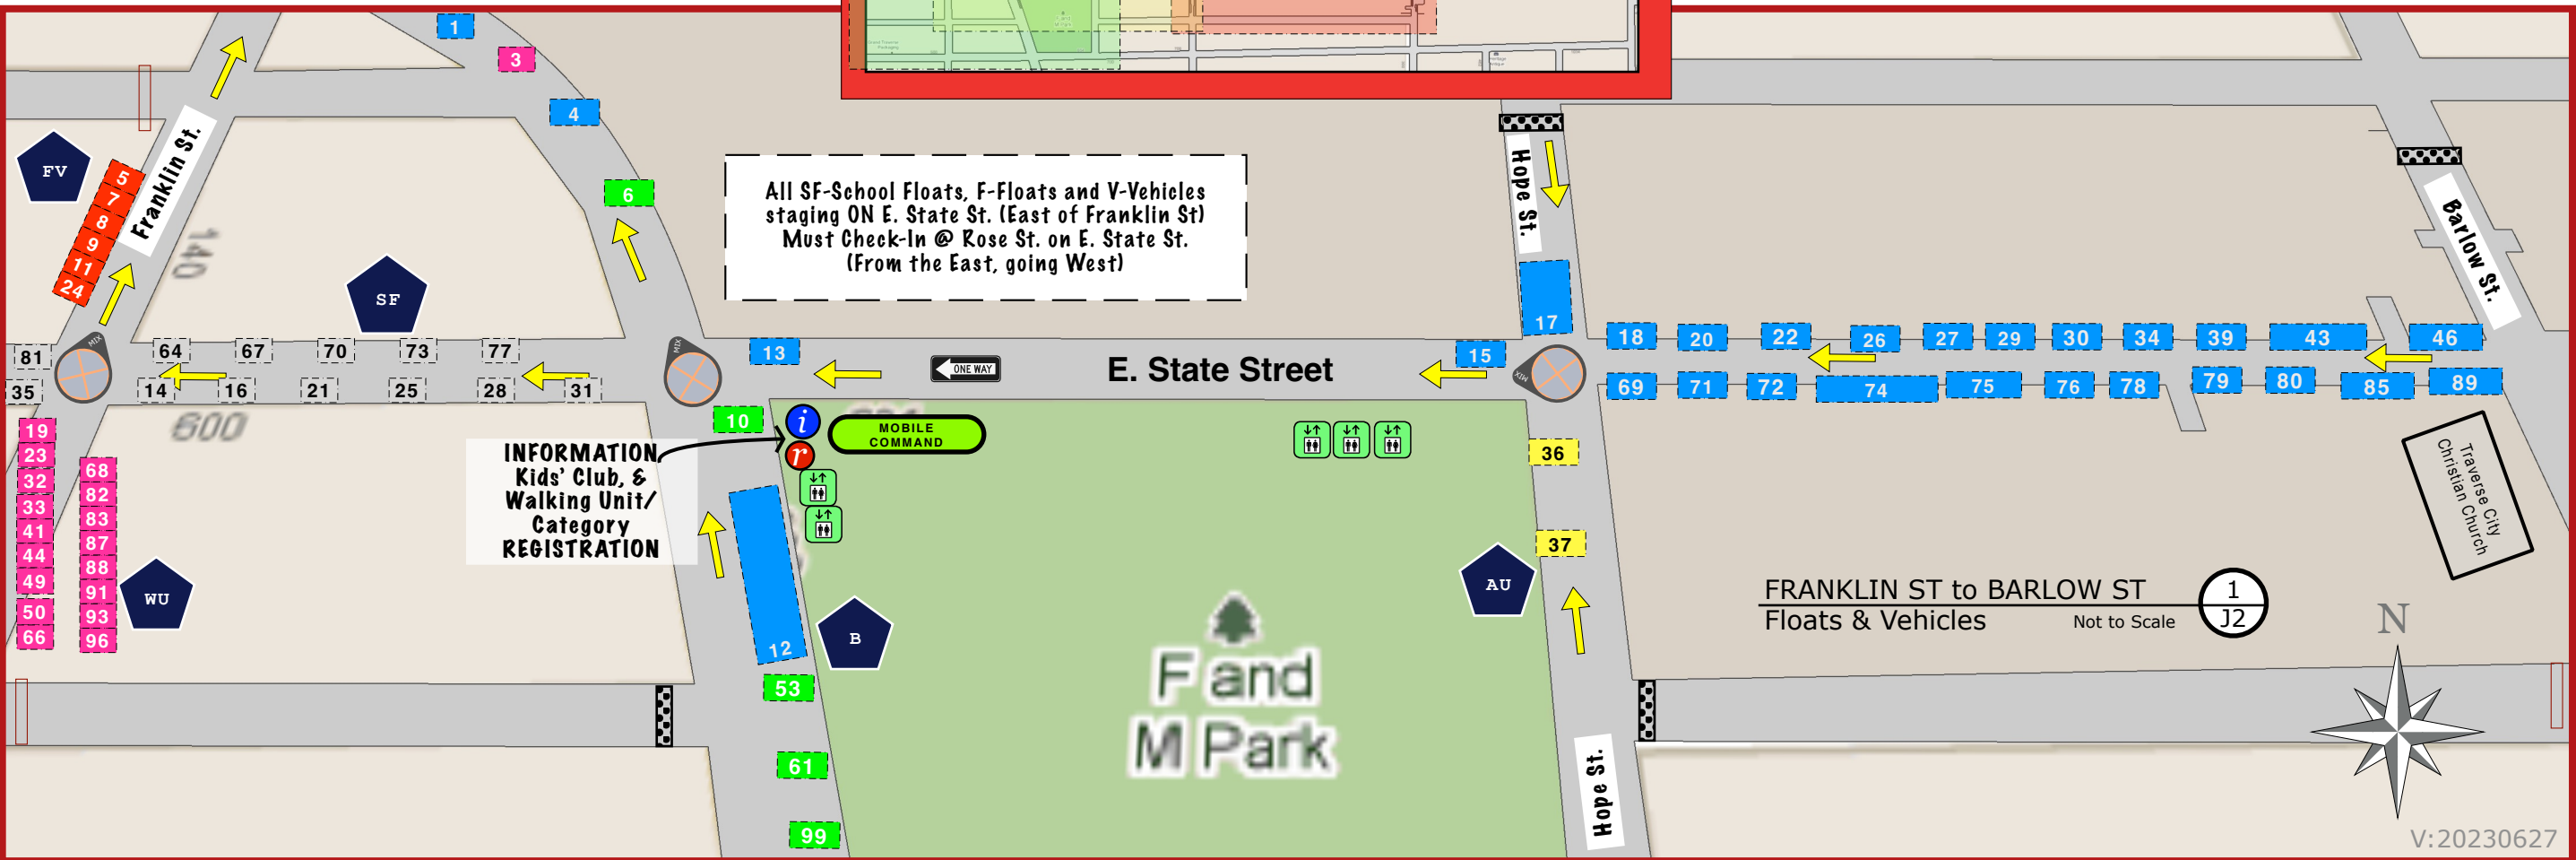 F and
M Park
1
3
4
FV
Franklin St.
5
7
8
9
11
24
140
SF
6
All SF-School Floats, F-Floats and V-Vehicles
staging ON E. State St. (East of Franklin St)
Must Check-In @ Rose St. on E. State St.
(From the East, going West)
Hope St.
17
Barlow St.
81
MIX
64
67
70
73
77
MIX
13
ONE WAY
E. State Street
15
MIX
18
20
22
26
27
29
30
34
39
43
46
35
14
16
21
25
28
31
69
71
72
74
75
76
78
79
80
85
89
600
10
i
r
MOBILE
COMMAND
INFORMATION,
Kids' Club, &
Walking Unit/
Category
REGISTRATION
19
23
32
33
41
44
49
50
66
68
82
83
87
88
91
93
96
WU
12
B
53
61
99
36
37
AU
F and
M Park
Hope St.
Traverse City
Christian Church
FRANKLIN ST to BARLOW ST
Floats & Vehicles
Not to Scale
1
J2
N
V:20230627